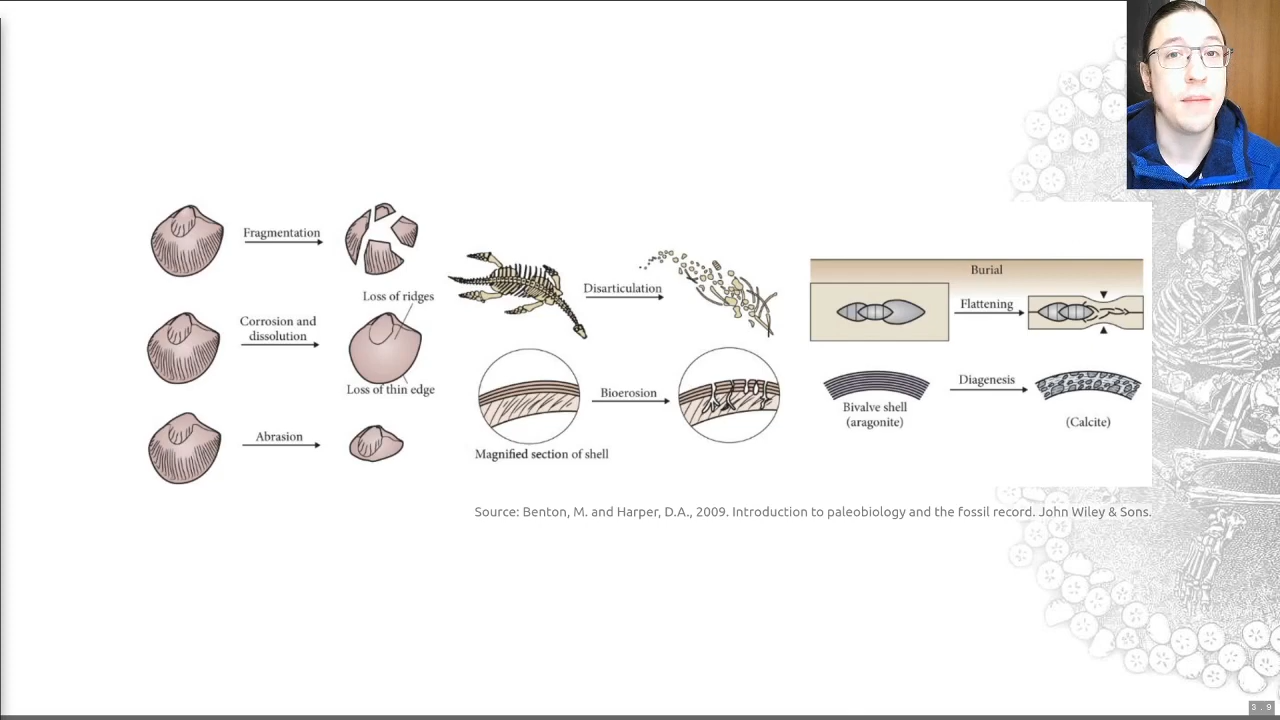 Fragmentation
Loss of ridges
Corrosion and
dissolution
Loss of thin edge
Abrasion
Disarticulation
Bioerosion
Magnified section of shell
Burial
Flattening
Diagenesis
Bivalve shell
(aragonite)
(Calcite)
Source: Benton, M. and Harper, D.A., 2009. Introduction to paleobiology and the fossil record. John Wiley & Sons.
3 . 9